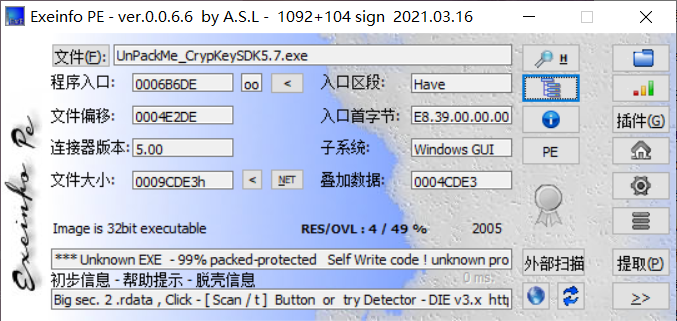 Exeinfo PE - ver.0.0.6.6 by A.S.L - 1092+104 sign 2021.03.16
文件(F): UnPackMe_CrypKeySDK5.7.exe H
程序入口: 0006B6DE oo < 入口区段: Have
文件偏移: 0004E2DE 入口首字节: E8.39.00.00.00 插件(G)
连接器版本: 5.00 子系统: Windows GUI PE
文件大小: 0009CDE3h < NET 叠加数据: 0004CDE3
Image is 32bit executable RES/OVL : 4 / 49 % 2005
*** Unknown EXE - 99% packed-protected Self Write code ! unknown pro 外部扫描 提取(P)
初步信息 - 帮助提示 - 脱壳信息 0 ms.
Big sec. 2 .rdata , Click - [ Scan / t ] Button or try Detector - DIE v3.x http >>
Exeinfo Pe